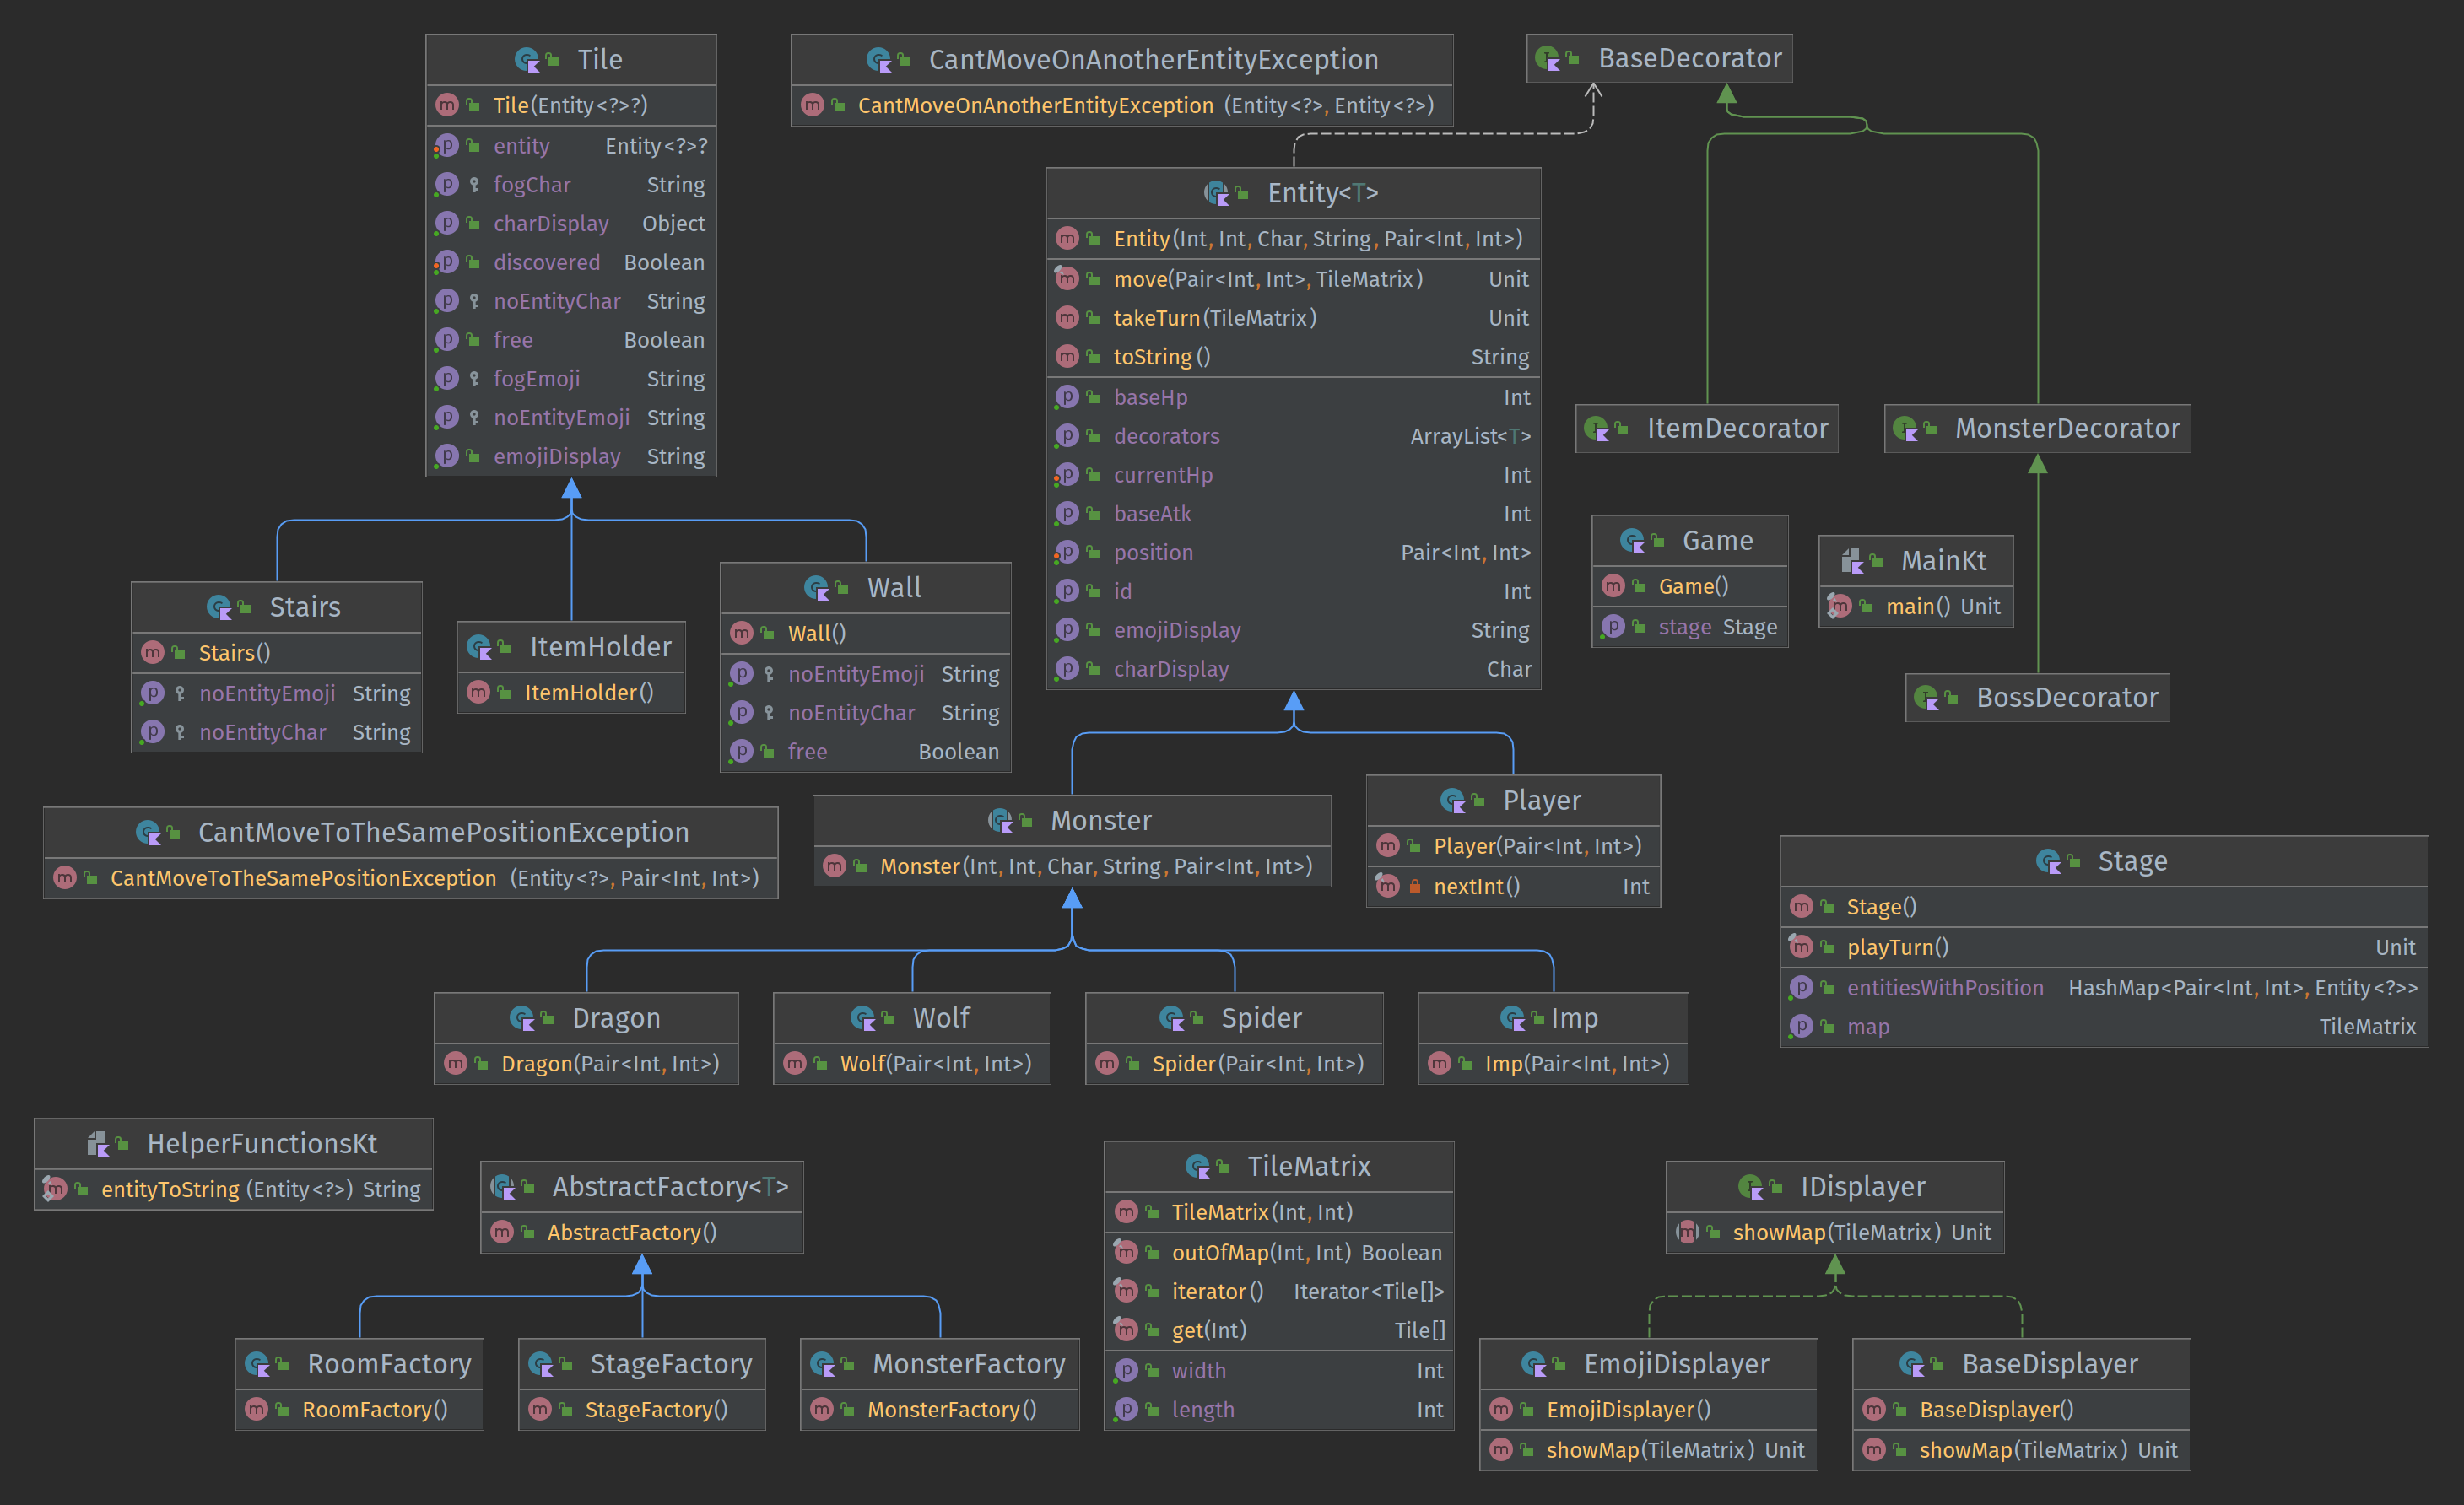 Tile
Tile(Entity<?>?)
entity Entity<?>?
fogChar String
charDisplay Object
discovered Boolean
noEntityChar String
free Boolean
fogEmoji String
noEntityEmoji String
emojiDisplay String
CantMoveOnAnotherEntityException
CantMoveOnAnotherEntityException (Entity<?>, Entity<?>)
BaseDecorator
Entity<T>
Entity(Int, Int, Char, String, Pair<Int, Int>)
move(Pair<Int, Int>, TileMatrix) Unit
takeTurn(TileMatrix) Unit
toString() String
baseHp Int
decorators ArrayList<T>
currentHp Int
baseAtk Int
position Pair<Int, Int>
id Int
emojiDisplay String
charDisplay Char
ItemDecorator
MonsterDecorator
Game
Game()
stage Stage
MainKt
main() Unit
BossDecorator
Stairs
Stairs()
noEntityEmoji String
noEntityChar String
ItemHolder
ItemHolder()
Wall
Wall()
noEntityEmoji String
noEntityChar String
free Boolean
CantMoveToTheSamePositionException
CantMoveToTheSamePositionException (Entity<?>, Pair<Int, Int>)
Monster
Monster(Int, Int, Char, String, Pair<Int, Int>)
Player
Player(Pair<Int, Int>)
nextInt() Int
Stage
Stage()
playTurn() Unit
entitiesWithPosition HashMap<Pair<Int, Int>, Entity<?>>
map TileMatrix
Dragon
Dragon(Pair<Int, Int>)
Wolf
Wolf(Pair<Int, Int>)
Spider
Spider(Pair<Int, Int>)
Imp
Imp(Pair<Int, Int>)
HelperFunctionsKt
entityToString(Entity<?>) String
AbstractFactory<T>
AbstractFactory()
TileMatrix
TileMatrix(Int, Int)
outOfMap(Int, Int) Boolean
iterator() Iterator<Tile[]>
get(Int) Tile[]
width Int
length Int
IDisplayer
showMap(TileMatrix) Unit
RoomFactory
RoomFactory()
StageFactory
StageFactory()
MonsterFactory
MonsterFactory()
EmojiDisplayer
EmojiDisplayer()
showMap(TileMatrix) Unit
BaseDisplayer
BaseDisplayer()
showMap(TileMatrix) Unit